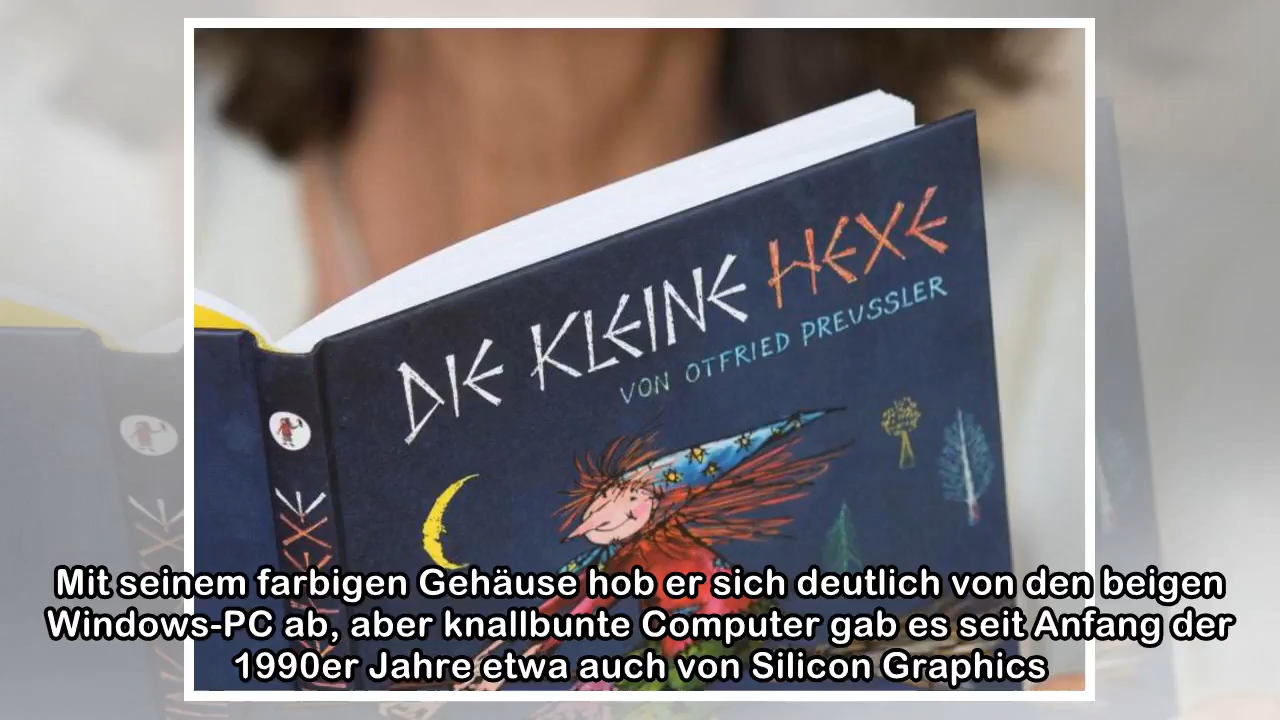 DIE KLEINE HEXE
VON OTFRIED PREUSSLER
Mit seinem farbigen Gehäuse hob er sich deutlich von den beigen
Windows-PC ab, aber knallbunte Computer gab es seit Anfang der
1990er Jahre etwa auch von Silicon Graphics